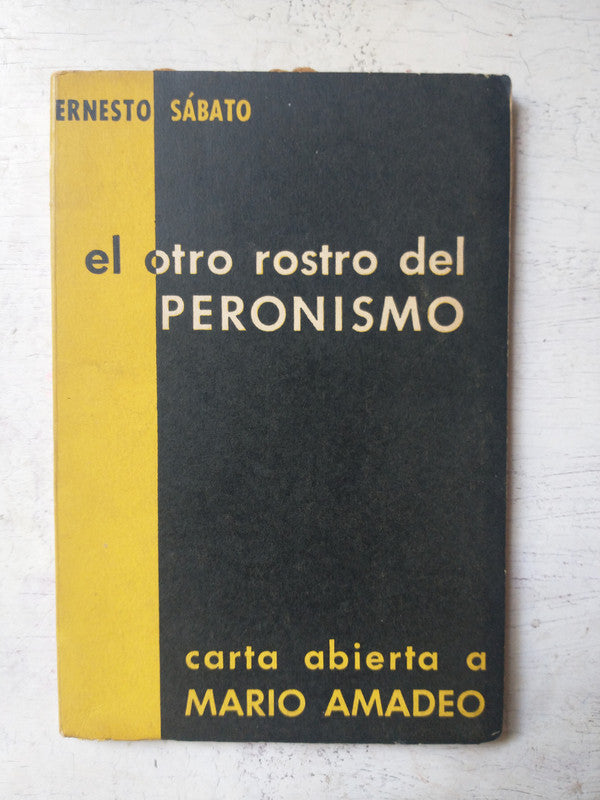 ERNESTO SÁBATO
el otro rostro del
PERONISMO
carta abierta a
MARIO AMADEO